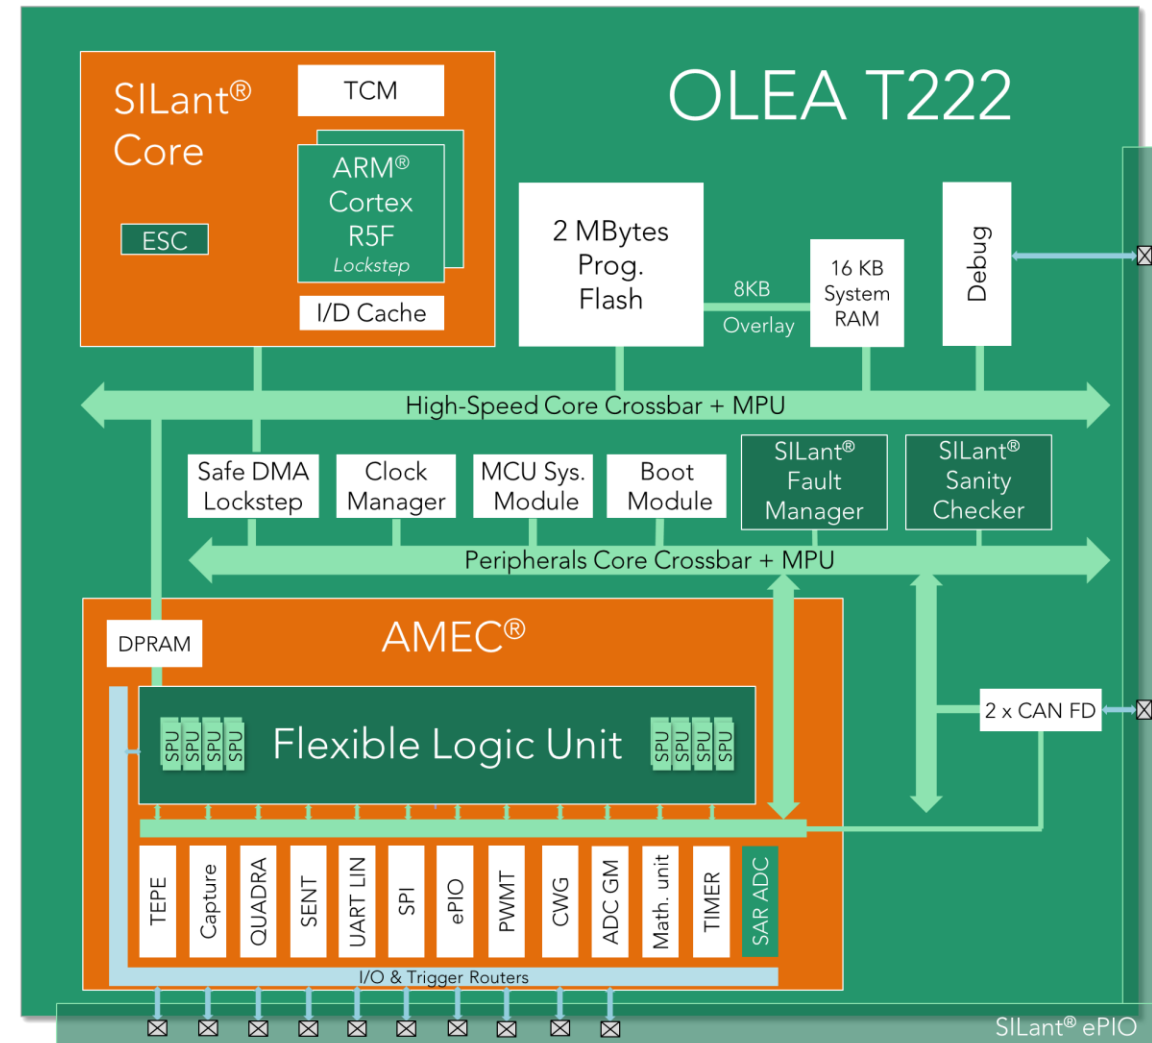 OLEA T222
SILant®
Core
TCM
ARM®
Cortex
R5F
Lockstep
ESC
I/D Cache
2 MBytes
Prog.
Flash
8KB
Overlay
16 KB
System
RAM
Debug
High-Speed Core Crossbar + MPU
Safe DMA
Lockstep
Clock
Manager
MCU Sys.
Module
Boot
Module
SILant®
Fault
Manager
SILant®
Sanity
Checker
Peripherals Core Crossbar + MPU
AMEC®
DPRAM
SPU
SPU
SPU
SPU
Flexible Logic Unit
SPU
SPU
SPU
SPU
2 x CAN FD
TEPE
Capture
QUADRA
SENT
UART LIN
SPI
ePIO
PWMT
CWG
ADC GM
Math. unit
TIMER
SAR ADC
I/O & Trigger Routers
SILant® ePIO